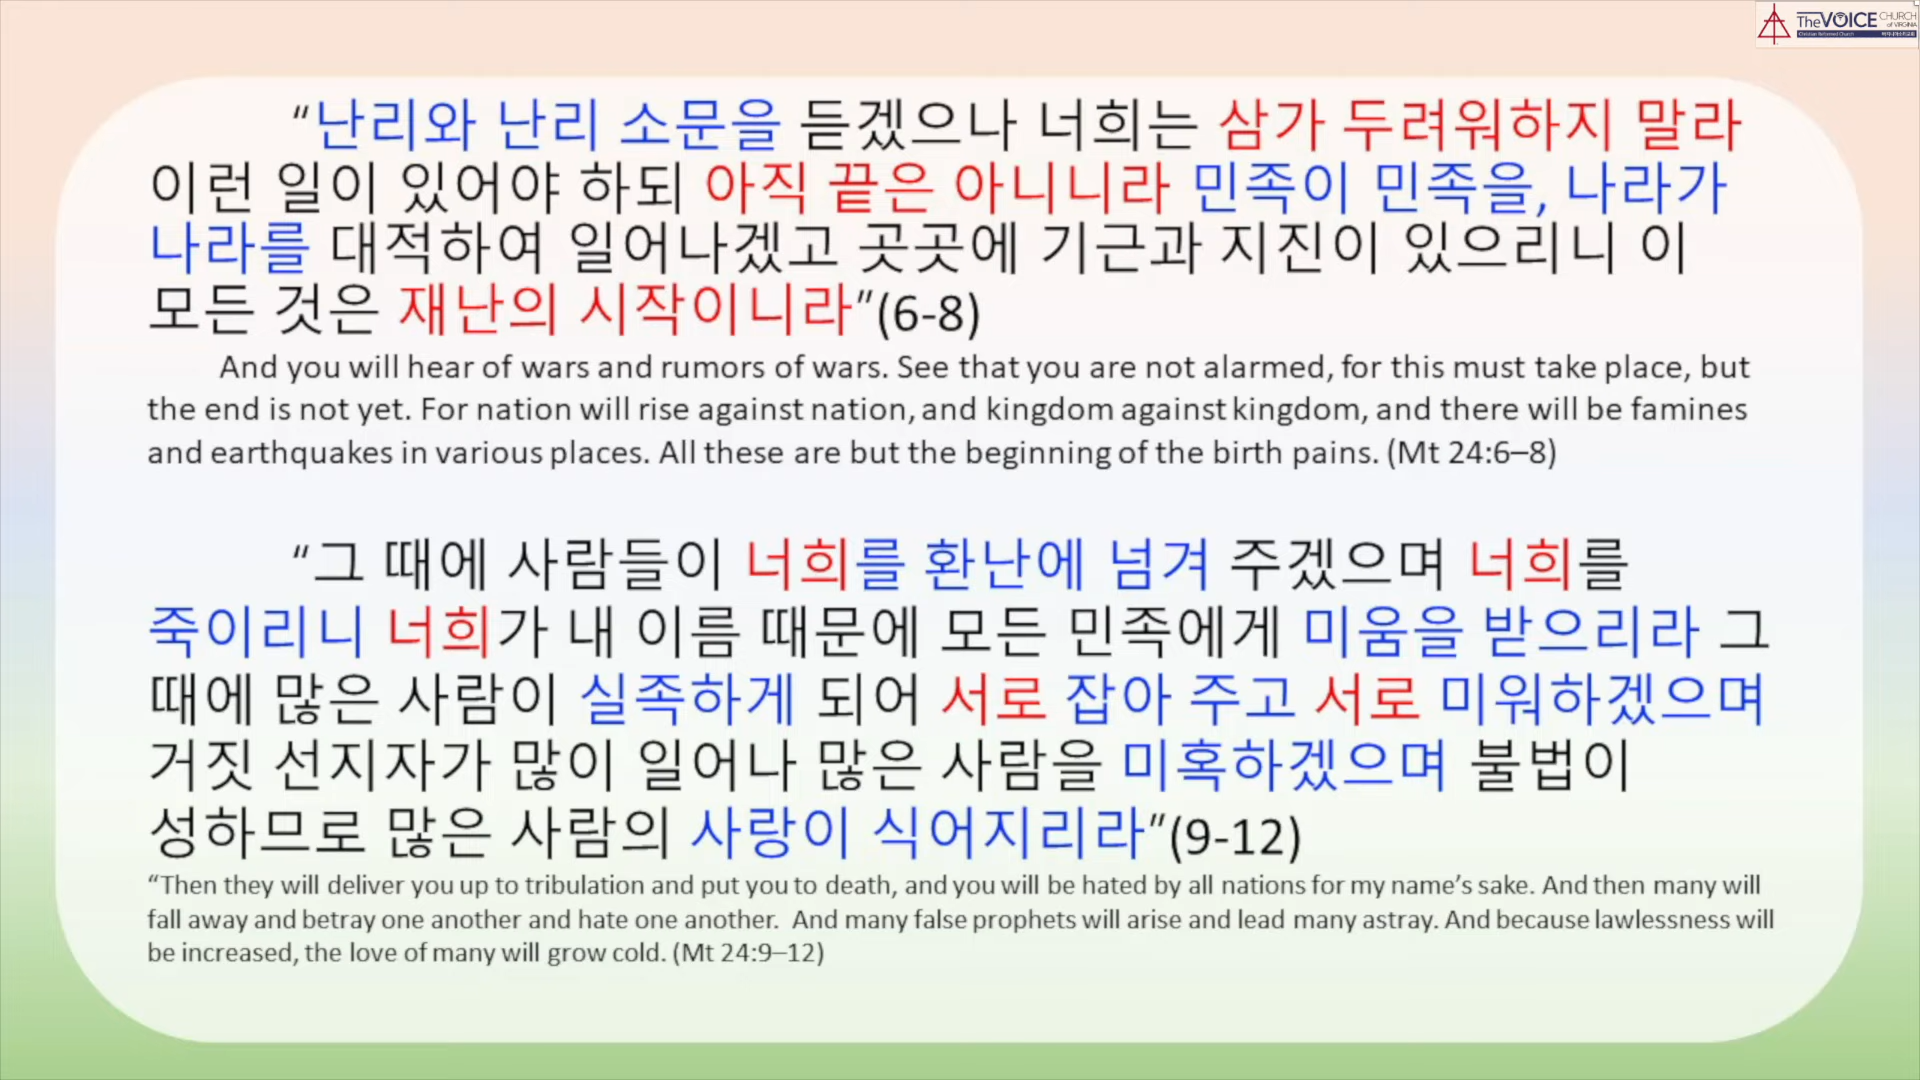 TheVOICE CHURCH
of VIRGINIA
Christian Reformed Church
“난리와 난리 소문을 듣겠으나 너희는 삼가 두려워하지 말라
이런 일이 있어야 하되 아직 끝은 아니니라 민족이 민족을, 나라가
나라를 대적하여 일어나겠고 곳곳에 기근과 지진이 있으리니 이
모든 것은 재난의 시작이니라”(6-8)
And you will hear of wars and rumors of wars. See that you are not alarmed, for this must take place, but
the end is not yet. For nation will rise against nation, and kingdom against kingdom, and there will be famines
and earthquakes in various places. All these are but the beginning of the birth pains. (Mt 24:6–8)
“그 때에 사람들이 너희를 환난에 넘겨 주겠으며 너희를
죽이리니 너희가 내 이름 때문에 모든 민족에게 미움을 받으리라 그
때에 많은 사람이 실족하게 되어 서로 잡아 주고 서로 미워하겠으며
거짓 선지자가 많이 일어나 많은 사람을 미혹하겠으며 불법이
성하므로 많은 사람의 사랑이 식어지리라”(9-12)
“Then they will deliver you up to tribulation and put you to death, and you will be hated by all nations for my name’s sake. And then many will
fall away and betray one another and hate one another.  And many false prophets will arise and lead many astray. And because lawlessness will
be increased, the love of many will grow cold. (Mt 24:9–12)